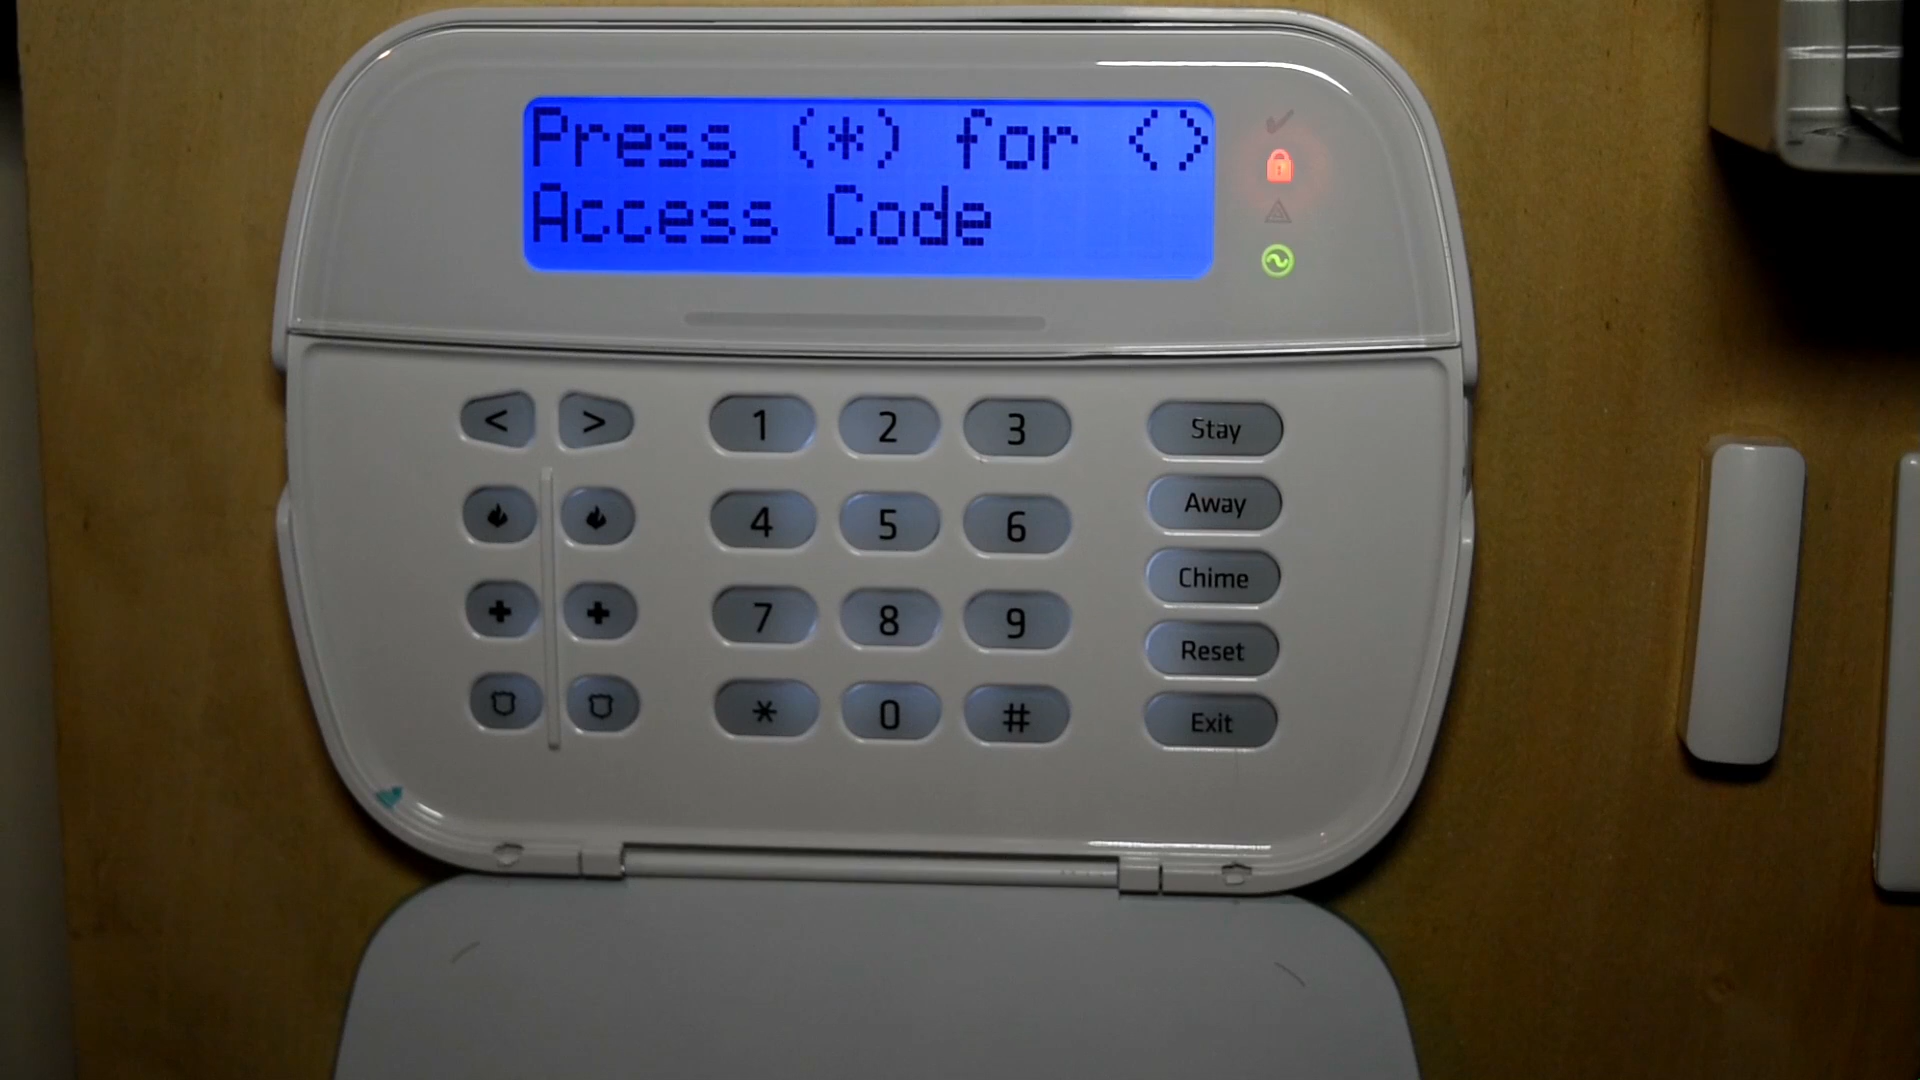 Press (*) for <>
Access Code
< > 1 2 3 Stay
4 5 6 Away
7 8 9 Chime
Reset
* 0 # Exit